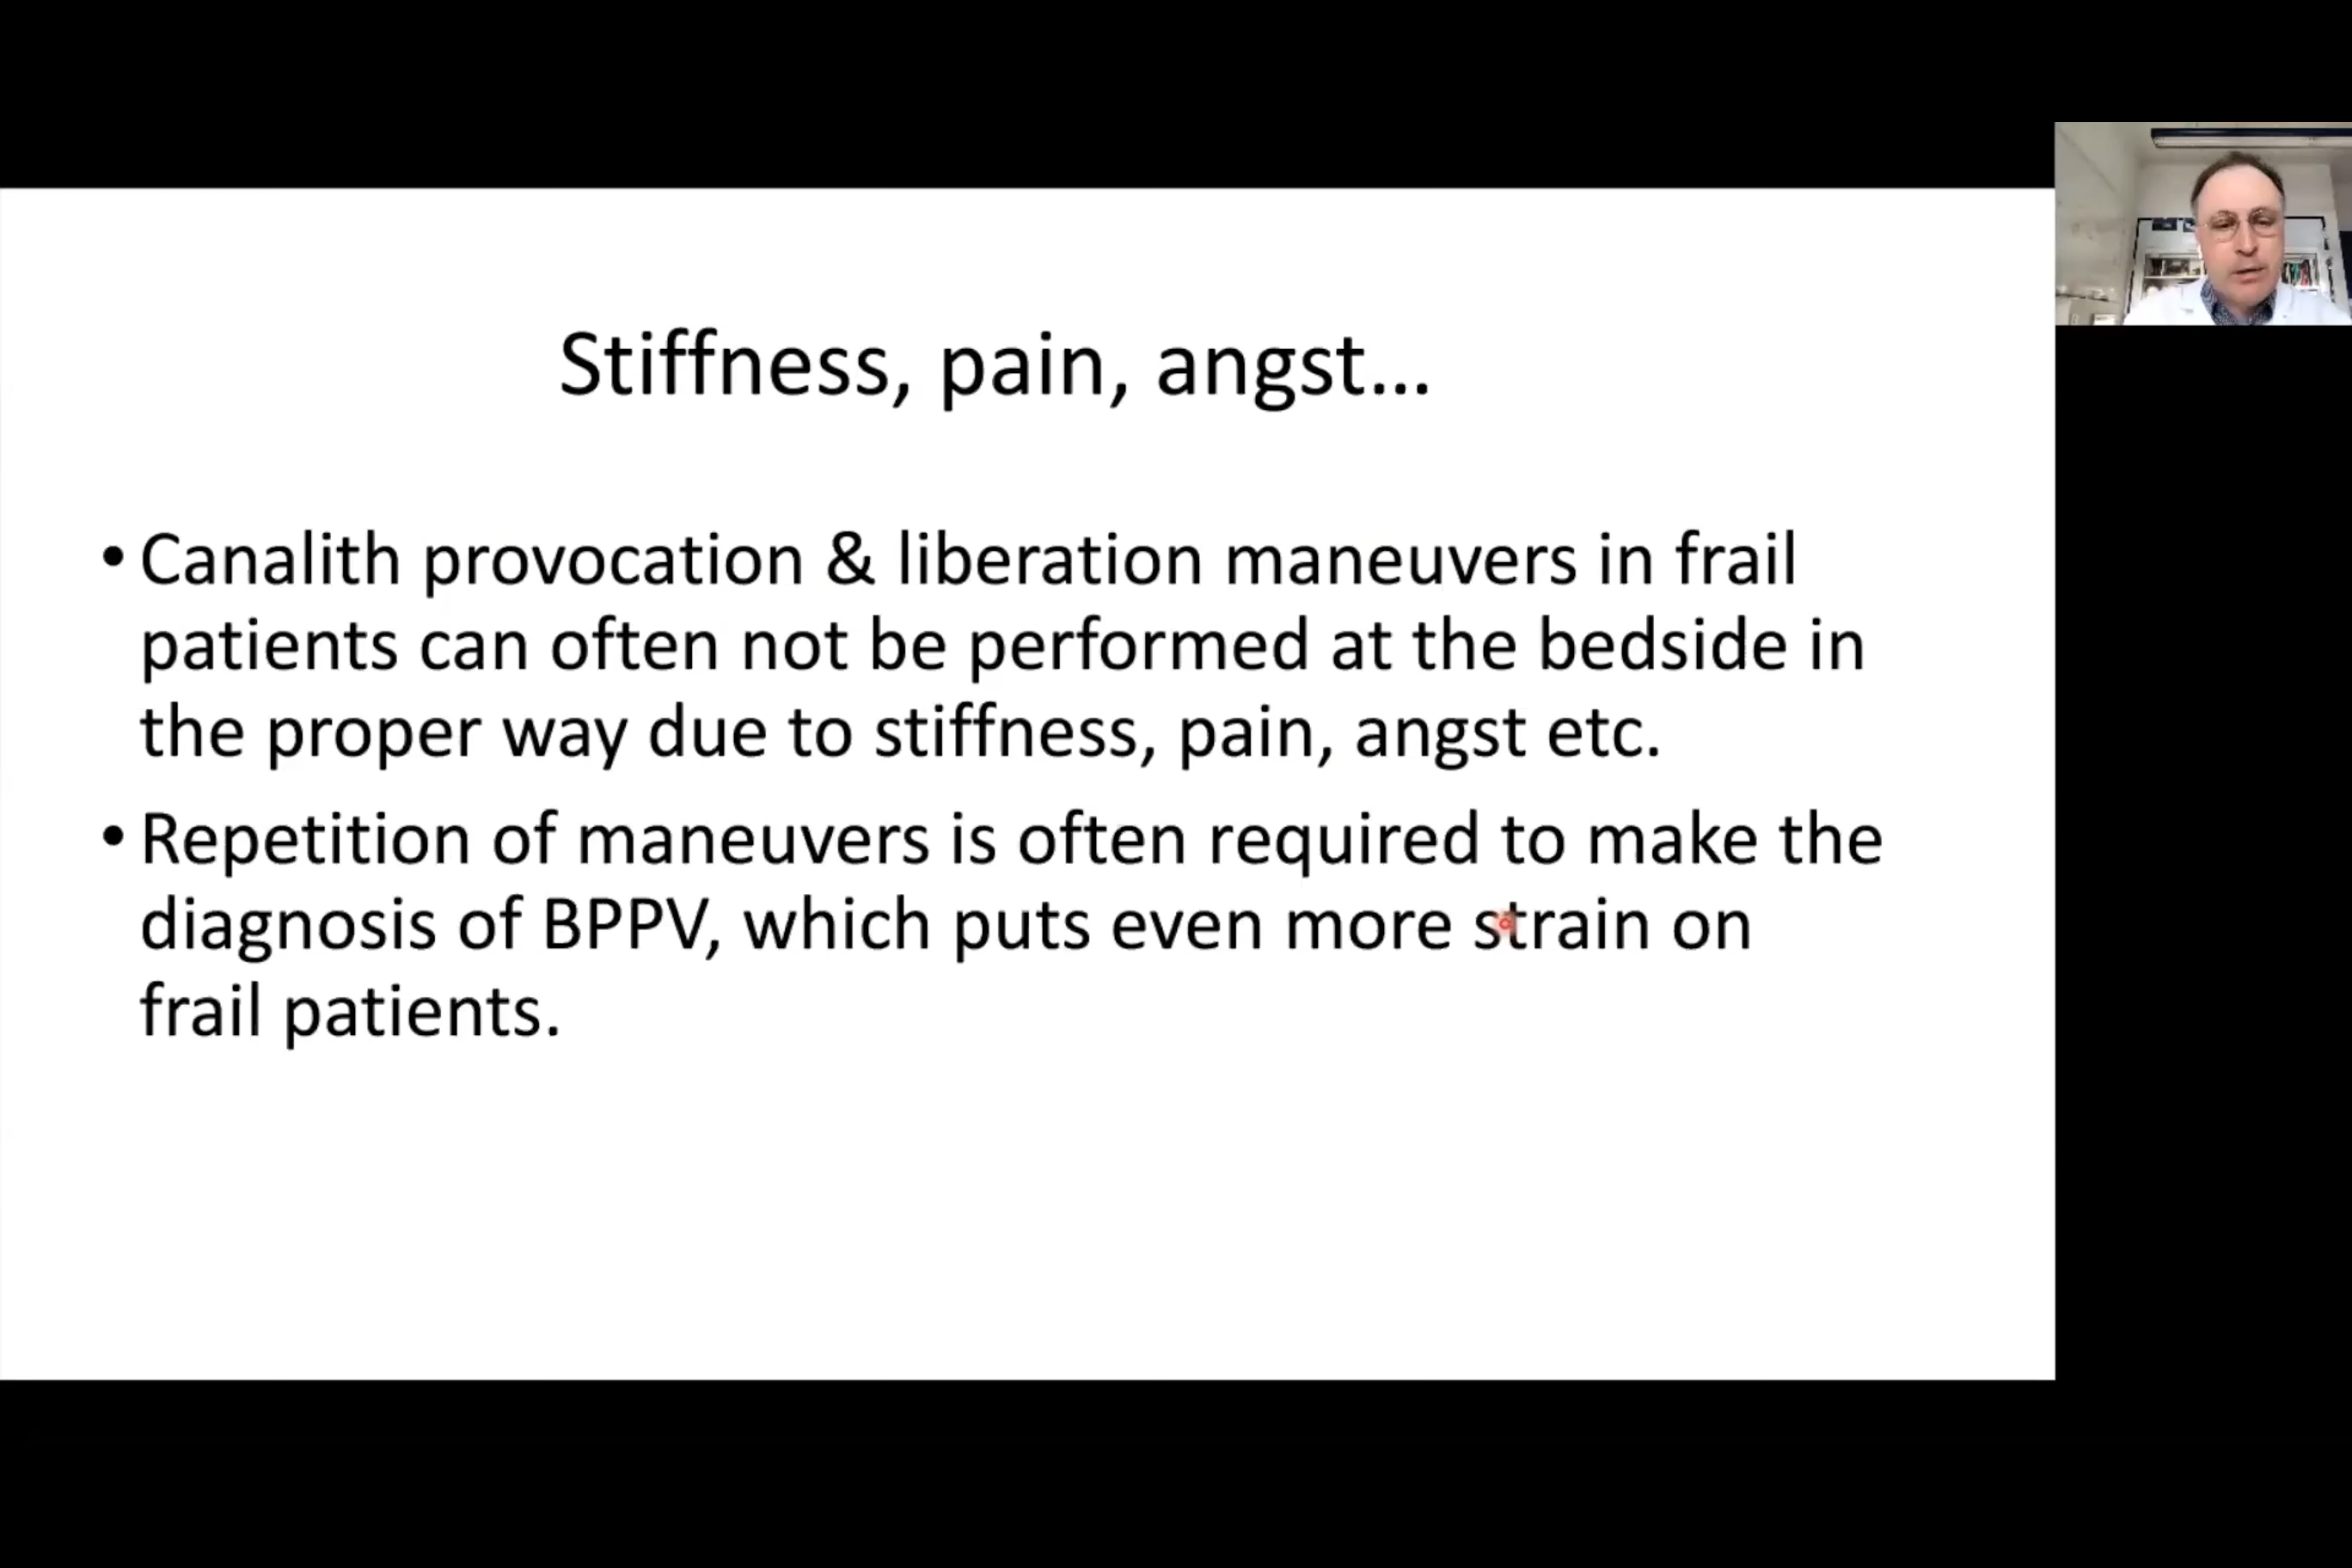 Stiffness, pain, angst...
• Canalith provocation & liberation maneuvers in frail
patients can often not be performed at the bedside in
the proper way due to stiffness, pain, angst etc.
• Repetition of maneuvers is often required to make the
diagnosis of BPPV, which puts even more strain on
frail patients.